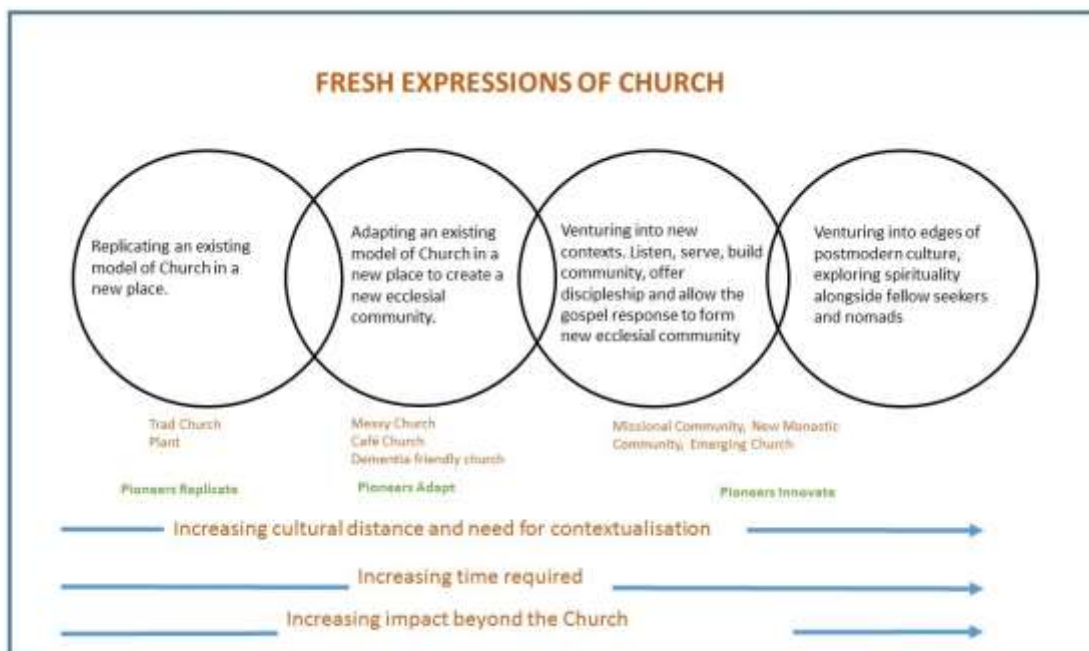 FRESH EXPRESSIONS OF CHURCH
Replicating an existing
model of Church in a
new place.
Adapting an existing
model of Church in a
new place to create a
new ecclesial
community.
Venturing into new
contexts. Listen, serve, build
community, offer
discipleship and allow the
gospel response to form
new ecclesial community
Venturing into edges of
postmodern culture,
exploring spirituality
alongside fellow seekers
and nomads
Trad Church
Plant
Messy Church
Café Church
Dementia friendly church
Missional Community, New Monastic
Community, Emerging Church
Pioneers Replicate
Pioneers Adapt
Pioneers Innovate
Increasing cultural distance and need for contextualisation
Increasing time required
Increasing impact beyond the Church